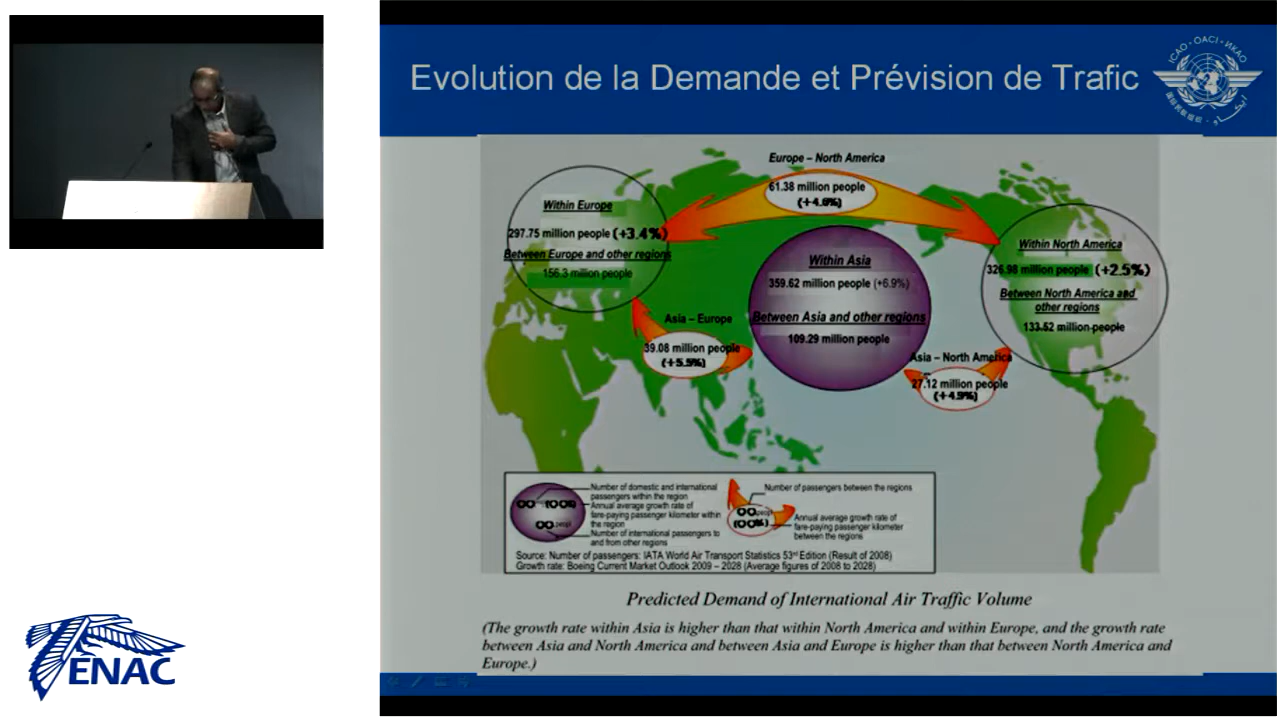 Evolution de la Demande et Prévision de Trafic
ICAO · OACI · ИКАО
Europe – North America
61.38 million people
(+4.6%)
Within Europe
297.75 million people (+3.4%)
Between Europe and other regions
156.3 million people
Within Asia
359.62 million people (+6.9%)
Between Asia and other regions
109.29 million people
Within North America
326.98 million people (+2.5%)
Between North America and
other regions
133.52 million people
Asia – Europe
39.08 million people
(+5.5%)
Asia – North America
27.12 million people
(+4.9%)
Number of domestic and international
passengers within the region
Annual average growth rate of
fare-paying passenger kilometer within
the region
Number of international passengers to
and from other regions
Number of passengers between the regions
Annual average growth rate of
fare-paying passenger kilometer
between the regions
Source: Number of passengers: IATA World Air Transport Statistics 53rd Edition (Result of 2008)
Growth rate: Boeing Current Market Outlook 2009 – 2028 (Average figures of 2008 to 2028)
Predicted Demand of International Air Traffic Volume
(The growth rate within Asia is higher than that within North America and within Europe, and the growth rate
between Asia and North America and between Asia and Europe is higher than that between North America and
Europe.)
ENAC